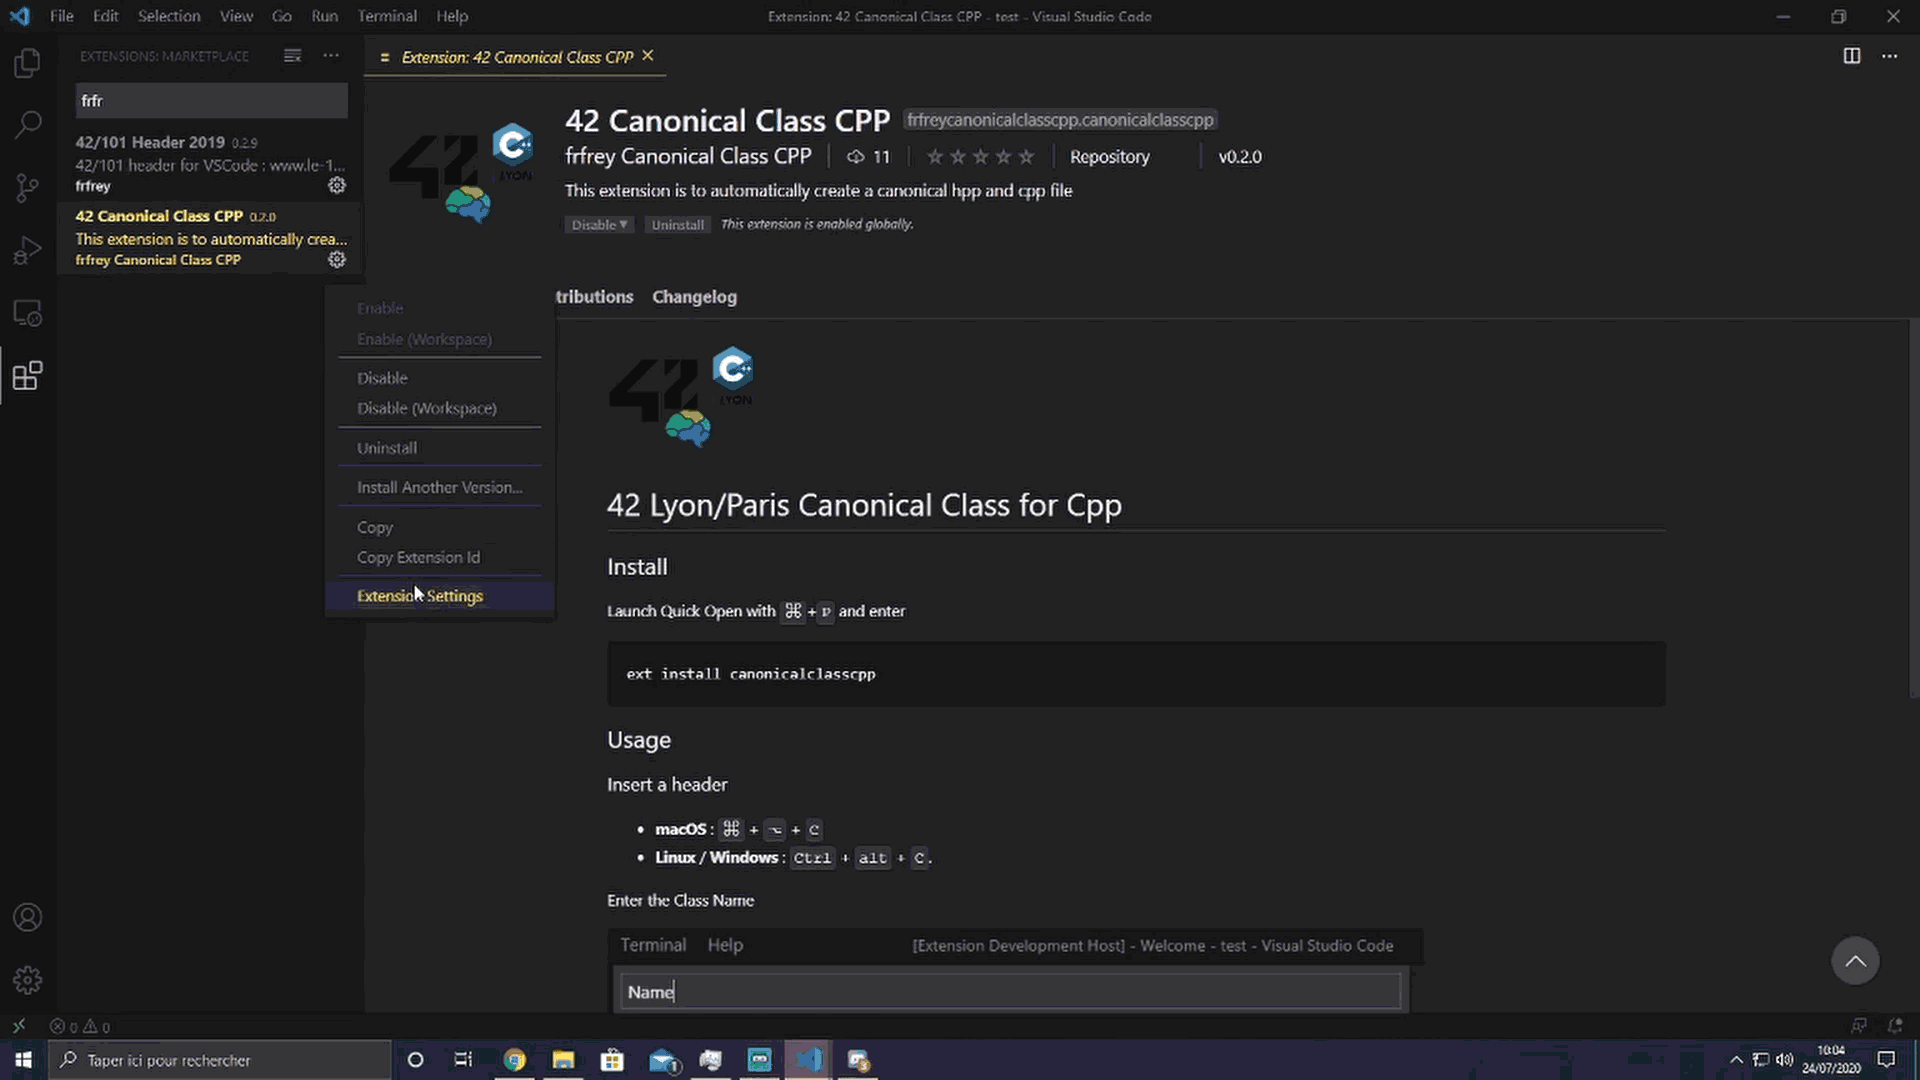 File Edit Selection View Go Run Terminal Help
Extension: 42 Canonical Class CPP - test - Visual Studio Code
EXTENSIONS: MARKETPLACE
Extension: 42 Canonical Class CPP
frfr
42/101 Header 2019 0.2.9
42/101 header for VSCode : www.le-1...
frfrey
42 Canonical Class CPP 0.2.0
This extension is to automatically crea...
frfrey Canonical Class CPP
42
LYON
42 Canonical Class CPP frfreycanonicalclasscpp.canonicalclasscpp
frfrey Canonical Class CPP 11 Repository v0.2.0
This extension is to automatically create a canonical hpp and cpp file
Disable Uninstall This extension is enabled globally.
tributions Changelog
Enable
Enable (Workspace)
Disable
Disable (Workspace)
Uninstall
Install Another Version...
Copy
Copy Extension Id
Extension Settings
42
LYON
42 Lyon/Paris Canonical Class for Cpp
Install
Launch Quick Open with ⌘ + P and enter
ext install canonicalclasscpp
Usage
Insert a header
• macOS : ⌘ + ⌥ + C
• Linux / Windows : Ctrl + alt + C.
Enter the Class Name
Terminal Help [Extension Development Host] - Welcome - test - Visual Studio Code
Name
0 0
Taper ici pour rechercher
10:04
24/07/2020